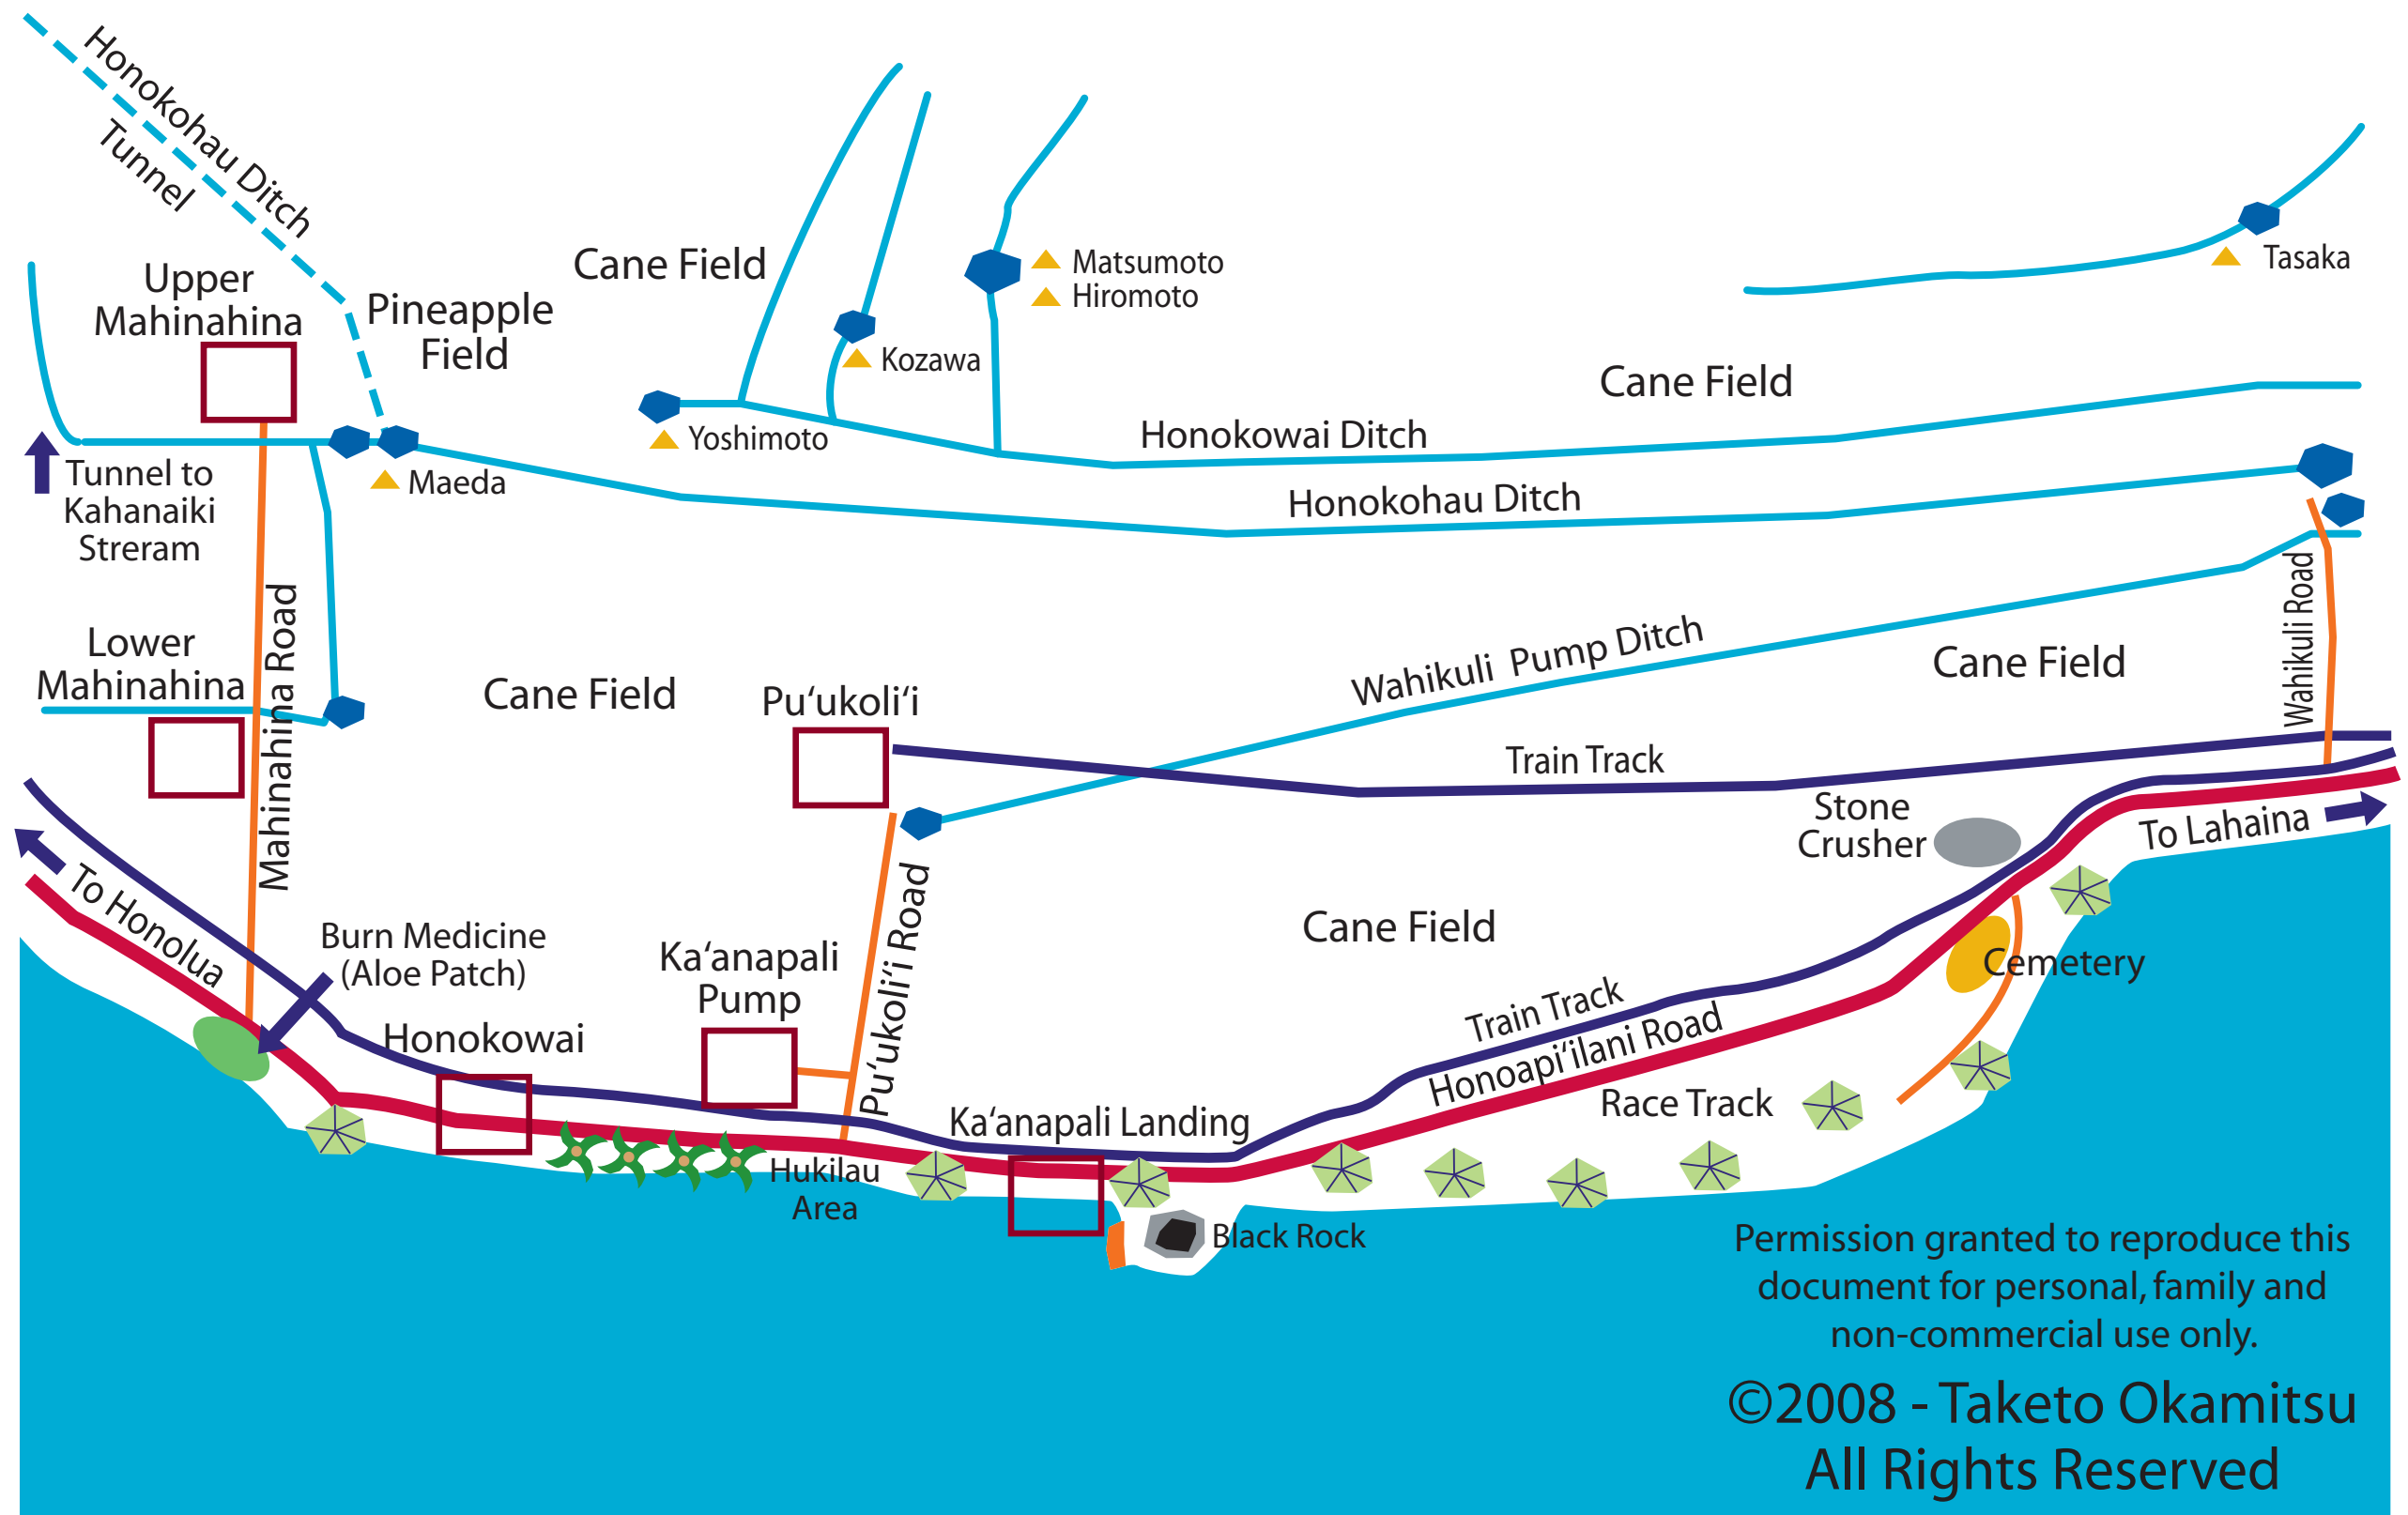 Honokohau Ditch
Tunnel
Upper
Mahinahina
Pineapple
Field
Cane Field
Matsumoto
Hiromoto
Kozawa
Tasaka
Cane Field
Yoshimoto
Honokowai Ditch
Maeda
Honokohau Ditch
Tunnel to
Kahanaiki
Streram
Mahinahina Road
Lower
Mahinahina
Cane Field
Pu‘ukoli‘i
Wahikuli Pump Ditch
Cane Field
Wahikuli Road
Train Track
Stone
Crusher
To Lahaina
To Honolua
Burn Medicine
(Aloe Patch)
Honokowai
Ka‘anapali
Pump
Pu‘ukoli‘i Road
Cane Field
Cemetery
Train Track
Honoapi‘ilani Road
Race Track
Ka‘anapali Landing
Hukilau
Area
Black Rock
Permission granted to reproduce this
document for personal, family and
non-commercial use only.
©2008 - Taketo Okamitsu
All Rights Reserved